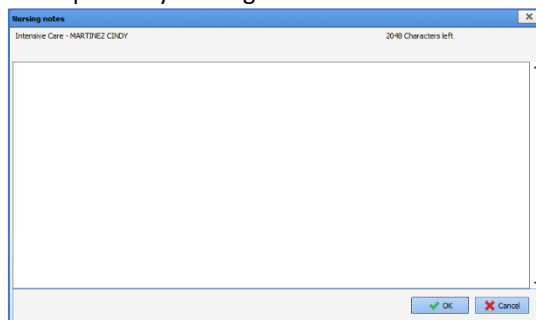 Nursing notes
Intensive Care - MARTINEZ CINDY 2048 Characters left
OK Cancel